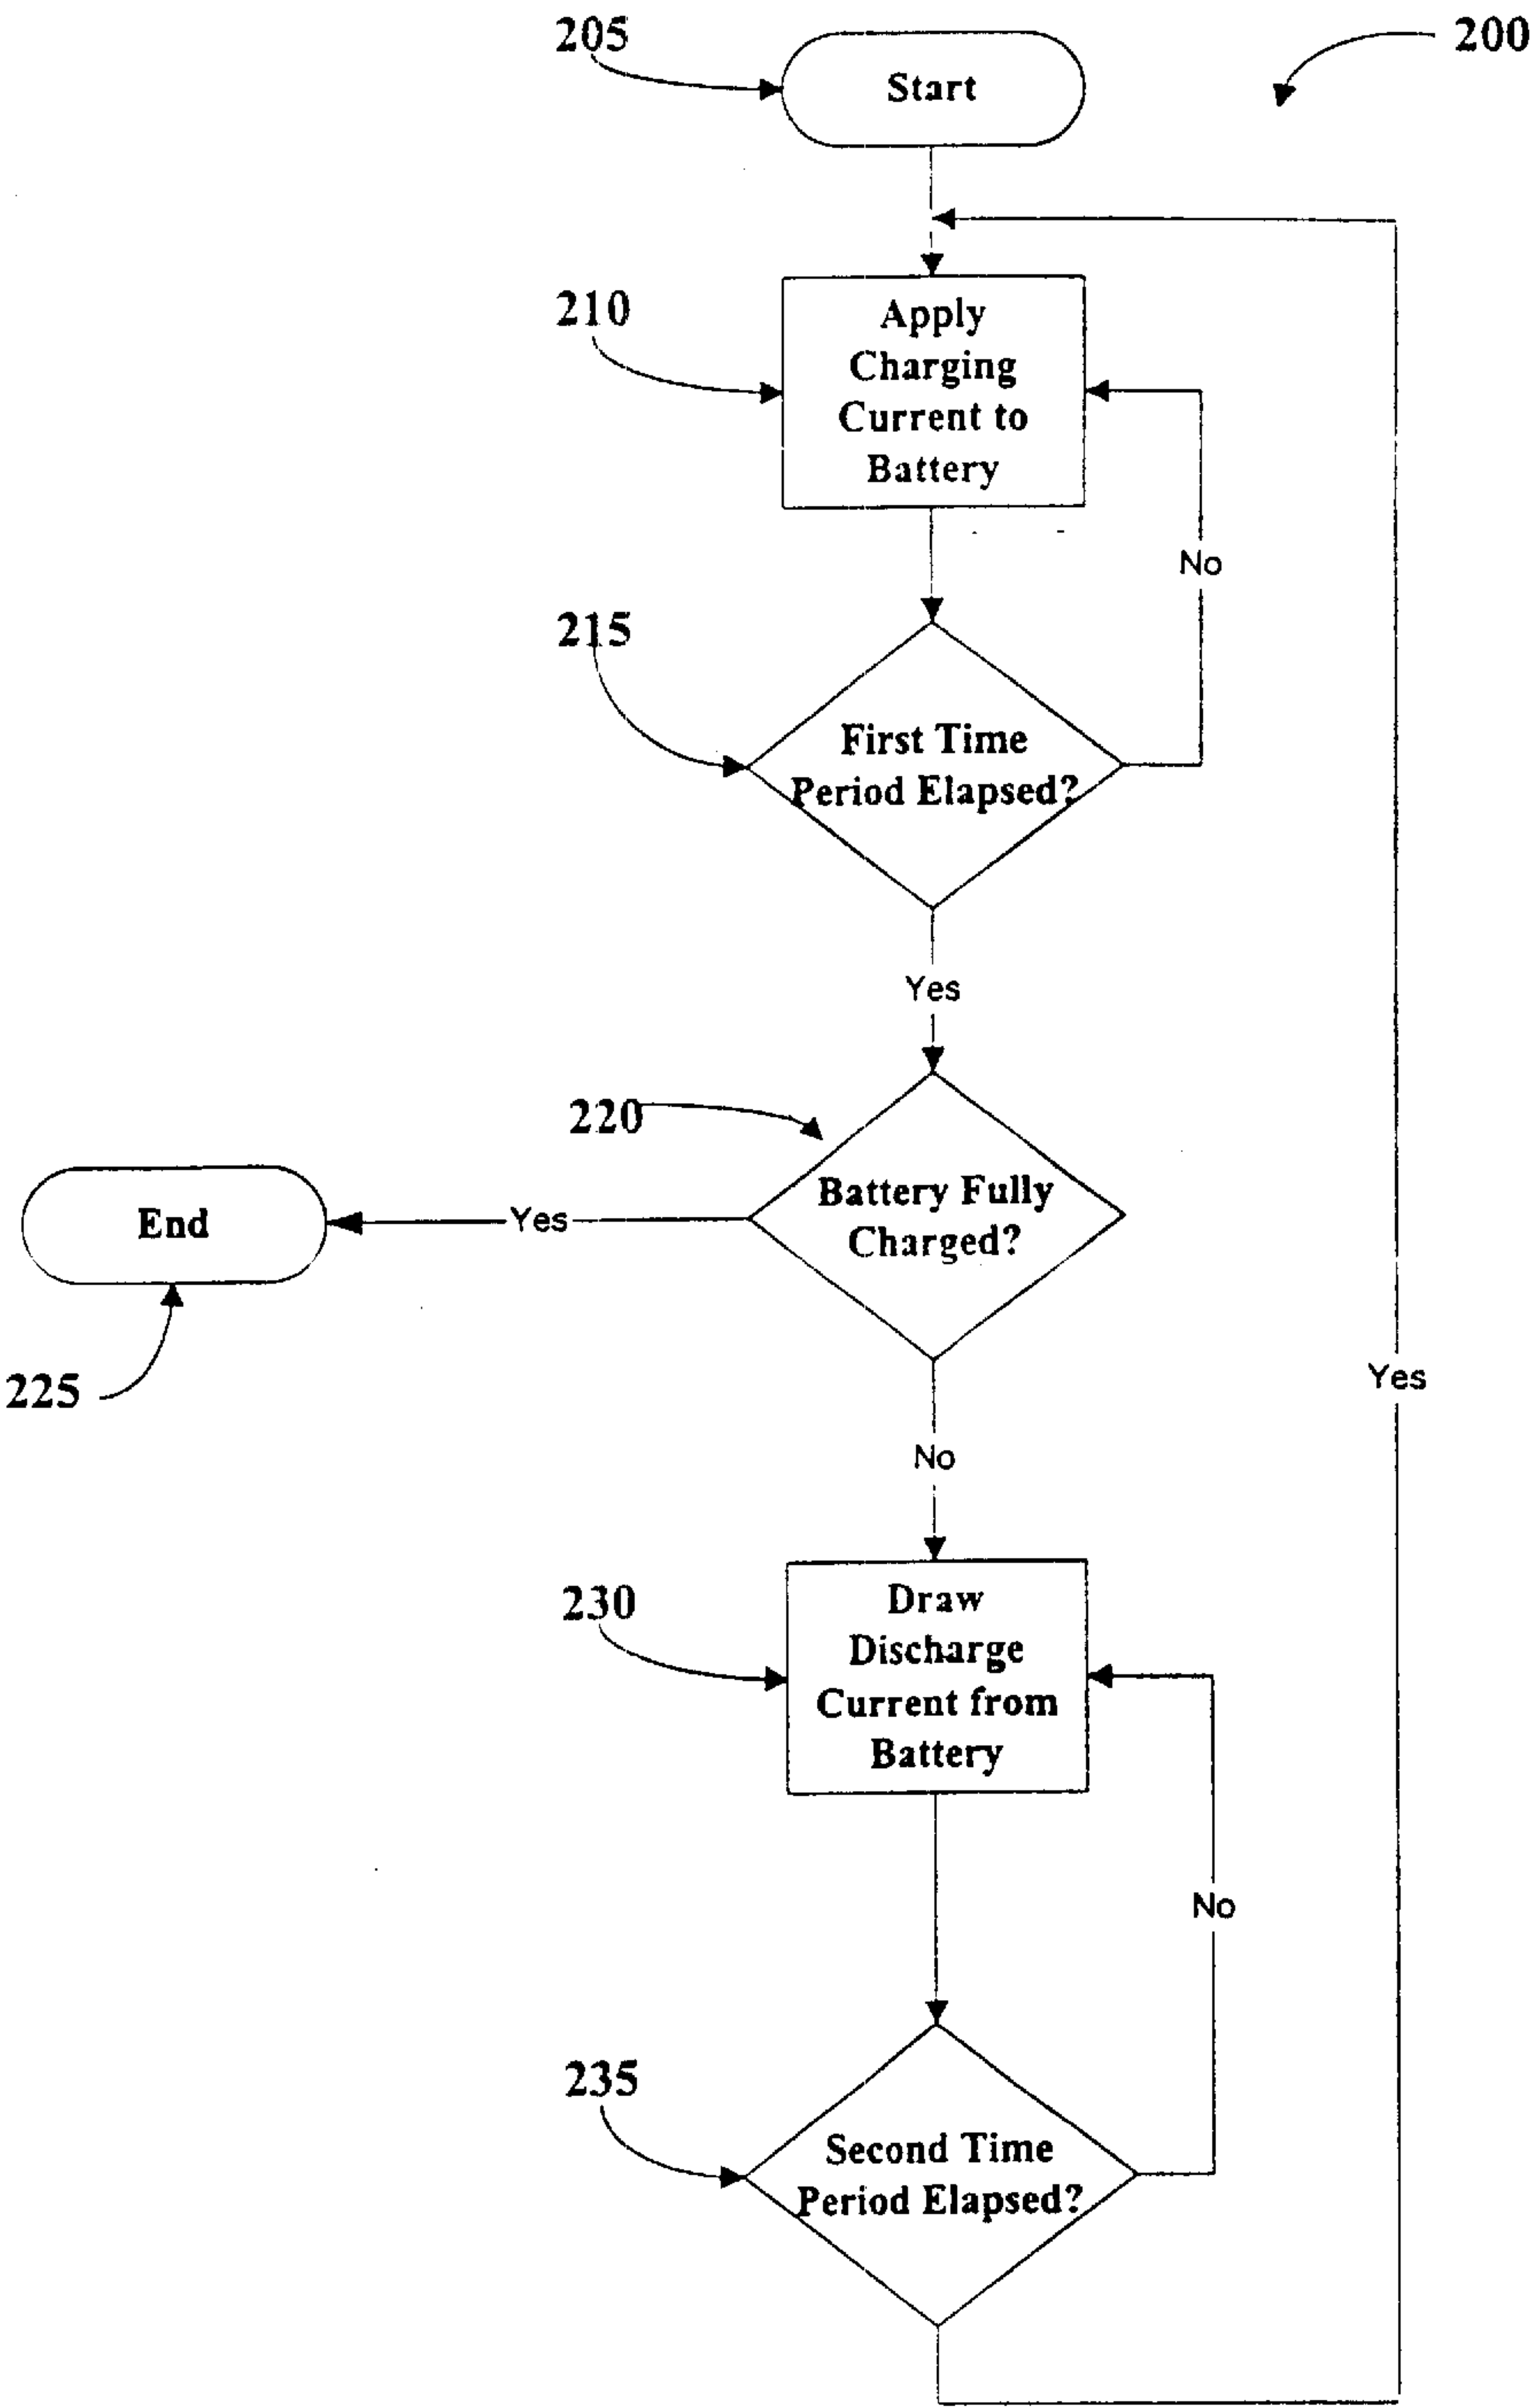 205
Start
200
210
Apply
Charging
Current to
Battery
No
215
First Time
Period Elapsed?
Yes
220
Battery Fully
Charged?
Yes
End
225
Yes
No
230
Draw
Discharge
Current from
Battery
No
235
Second Time
Period Elapsed?